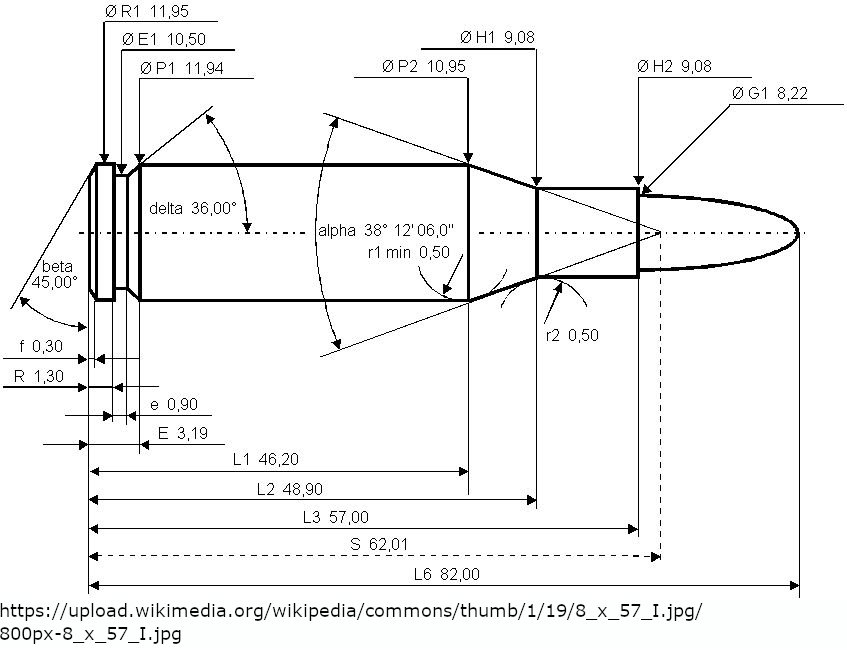 Ø R1 11,95
Ø E1 10,50
Ø H1 9,08
Ø P1 11,94
Ø P2 10,95
Ø H2 9,08
Ø G1 8,22
delta 36,00°
alpha 38° 12' 06,0"
r1 min 0,50
beta
45,00°
r2 0,50
f 0,30
R 1,30
e 0,90
E 3,19
L1 46,20
L2 48,90
L3 57,00
S 62,01
L6 82,00
https://upload.wikimedia.org/wikipedia/commons/thumb/1/19/8_x_57_I.jpg/
800px-8_x_57_I.jpg